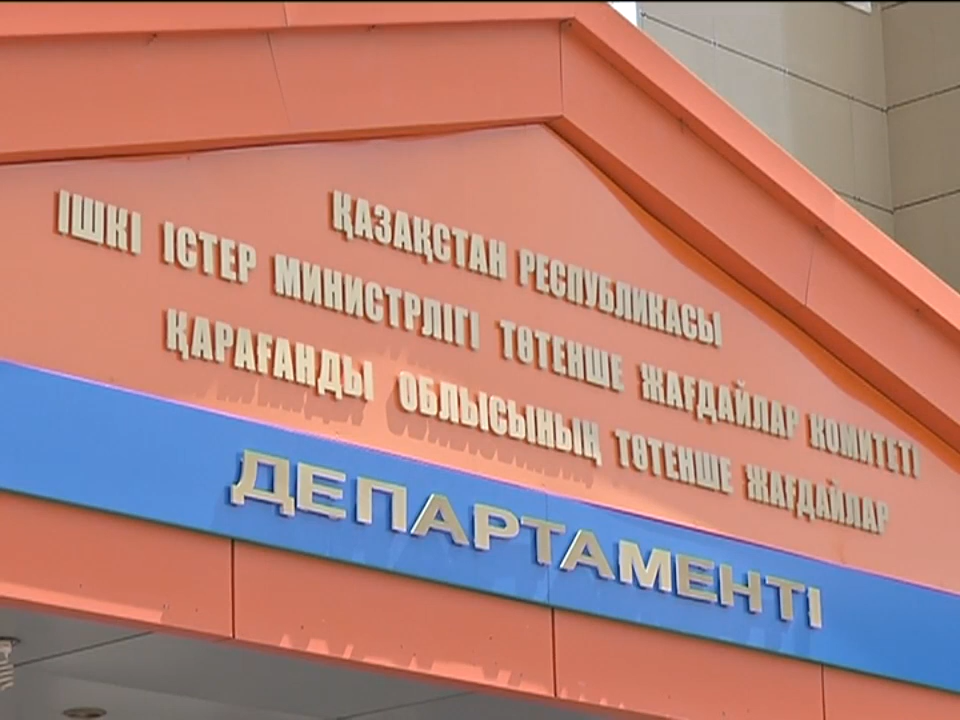 ҚАЗАҚСТАН РЕСПУБЛИКАСЫ
ІШКІ ІСТЕР МИНИСТРЛІГІ ТӨТЕНШЕ ЖАҒДАЙЛАР КОМИТЕТІ
ҚАРАҒАНДЫ ОБЛЫСЫНЫҢ ТӨТЕНШЕ ЖАҒДАЙЛАР
ДЕПАРТАМЕНТІ